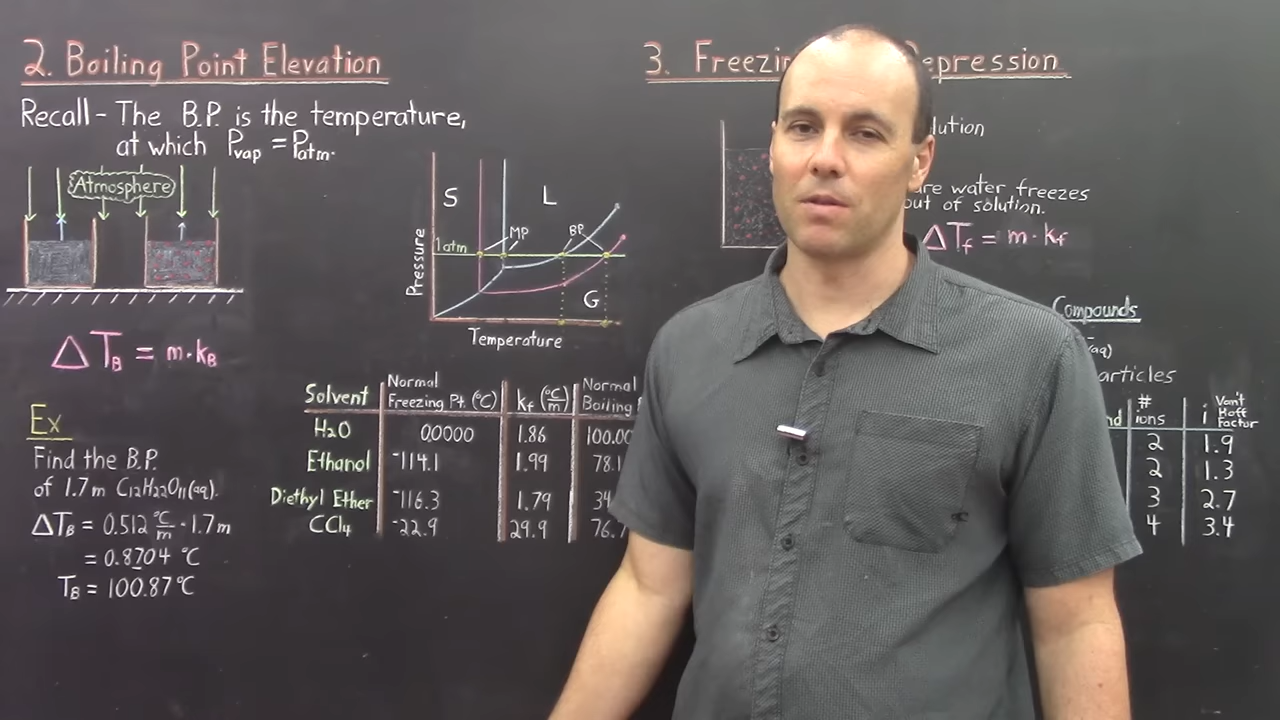 2. Boiling Point Elevation
Recall - The B.P. is the temperature,
at which Pvap = Patm.
Atmosphere
ΔTB = m·kB
Ex
Find the B.P.
of 1.7 m C12H22O11(aq).
ΔTB = 0.512 °C/m · 1.7 m
= 0.8704 °C
TB = 100.87 °C
S
L
MP
BP
1 atm
G
Pressure
Temperature
Solvent Normal Freezing Pt. (°C) kf (°C/m) Normal Boiling
H2O 0.0000 1.86 100.00
Ethanol -114.1 1.99 78.1
Diethyl Ether -116.3 1.79 34
CCl4 -22.9 29.9 76.7
3. Freezin epression
lution
ure water freezes
out of solution.
ΔTf = m·kf
Compounds
(aq)
articles
nd # ions i Van't Hoff Factor
2 1.9
2 1.3
3 2.7
4 3.4